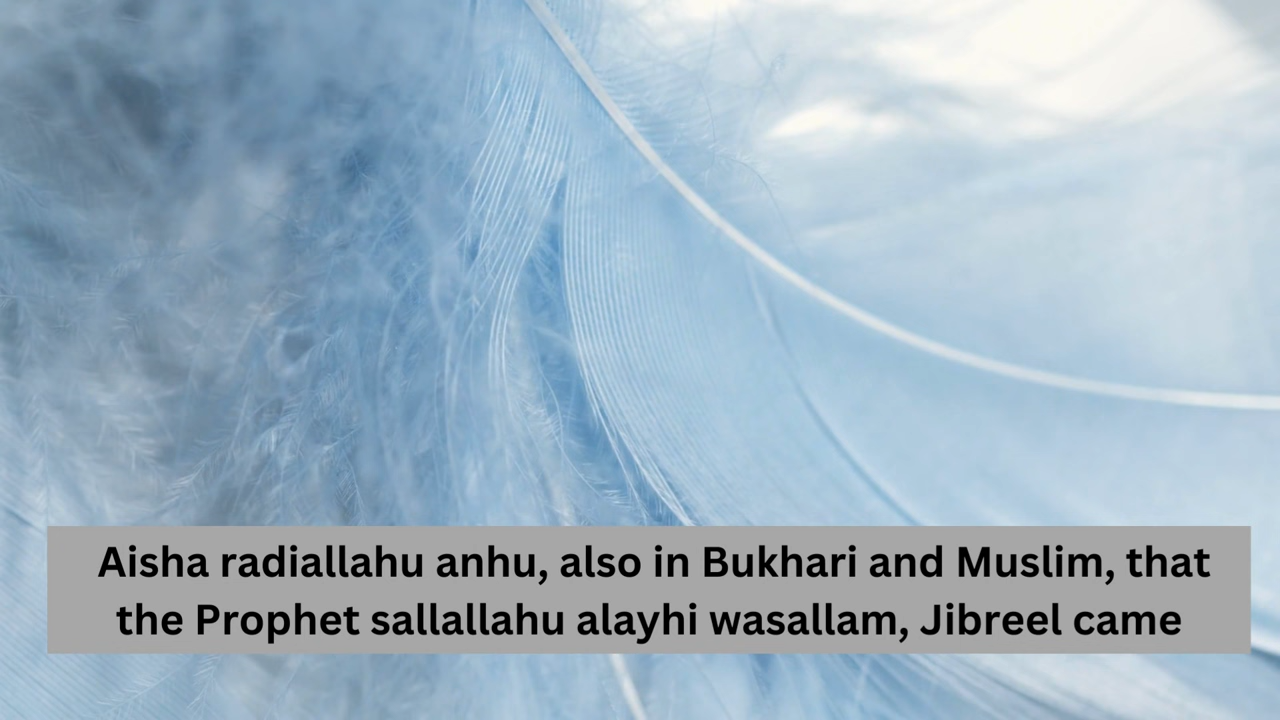 Aisha radiallahu anhu, also in Bukhari and Muslim, that
the Prophet sallallahu alayhi wasallam, Jibreel came